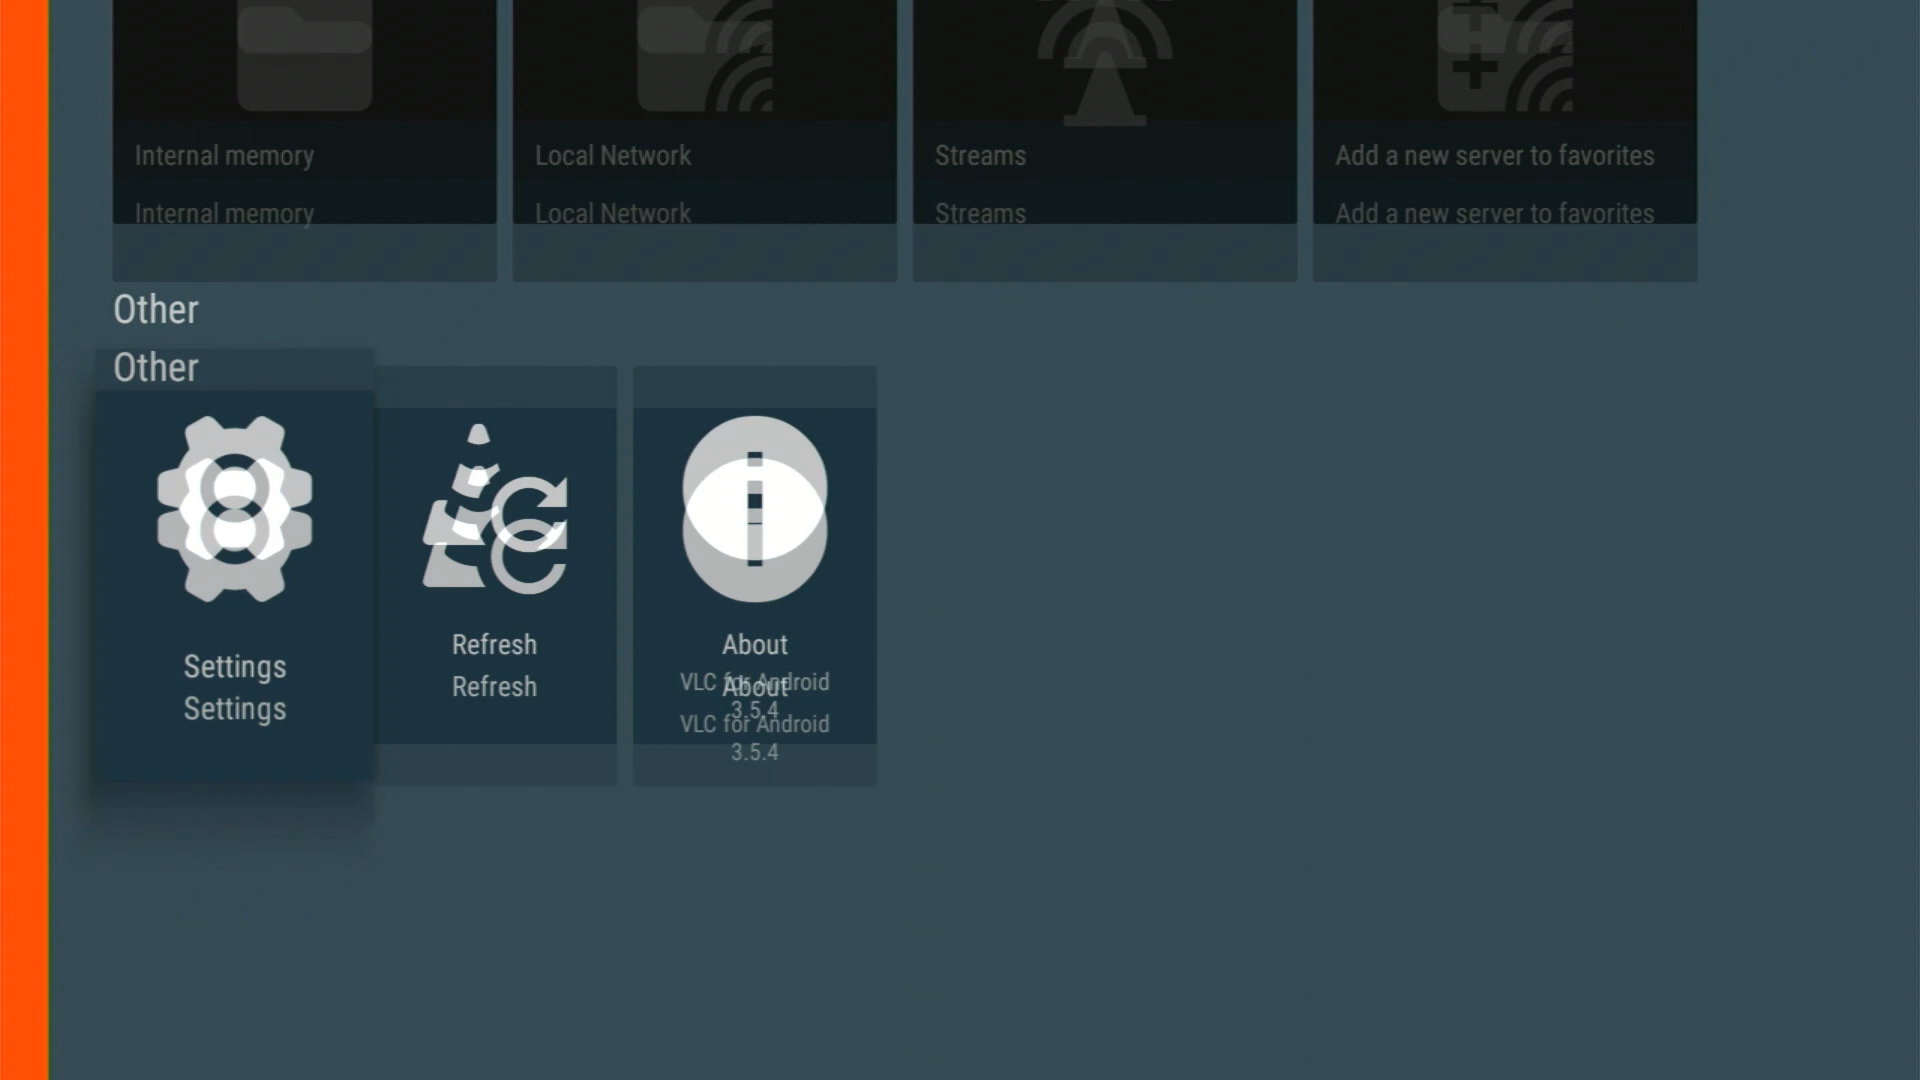 Internal memory
Local Network
Streams
Add a new server to favorites
Internal memory
Local Network
Streams
Add a new server to favorites
Other
Other
Settings
Settings
Refresh
Refresh
About
VLC for Android
About
3.5.4
VLC for Android
3.5.4